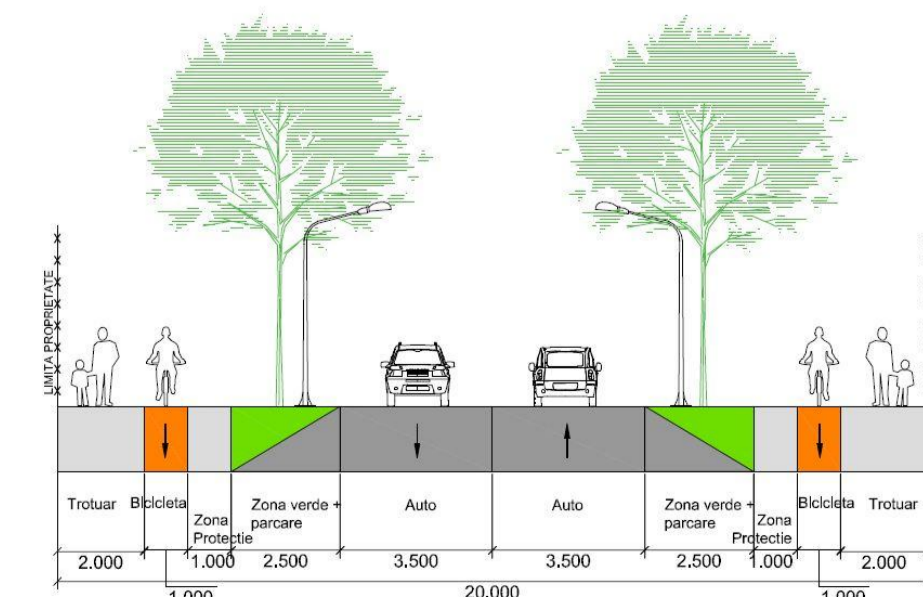 LIMITA PROPRIETATE
Trotuar
Bicicleta
Zona
Protectie
Zona verde +
parcare
Auto
Auto
Zona verde +
parcare
Zona
Protectie
Bicicleta
Trotuar
2.000
1.000
2.500
3.500
3.500
2.500
1.000
2.000
1.000
20.000
1.000